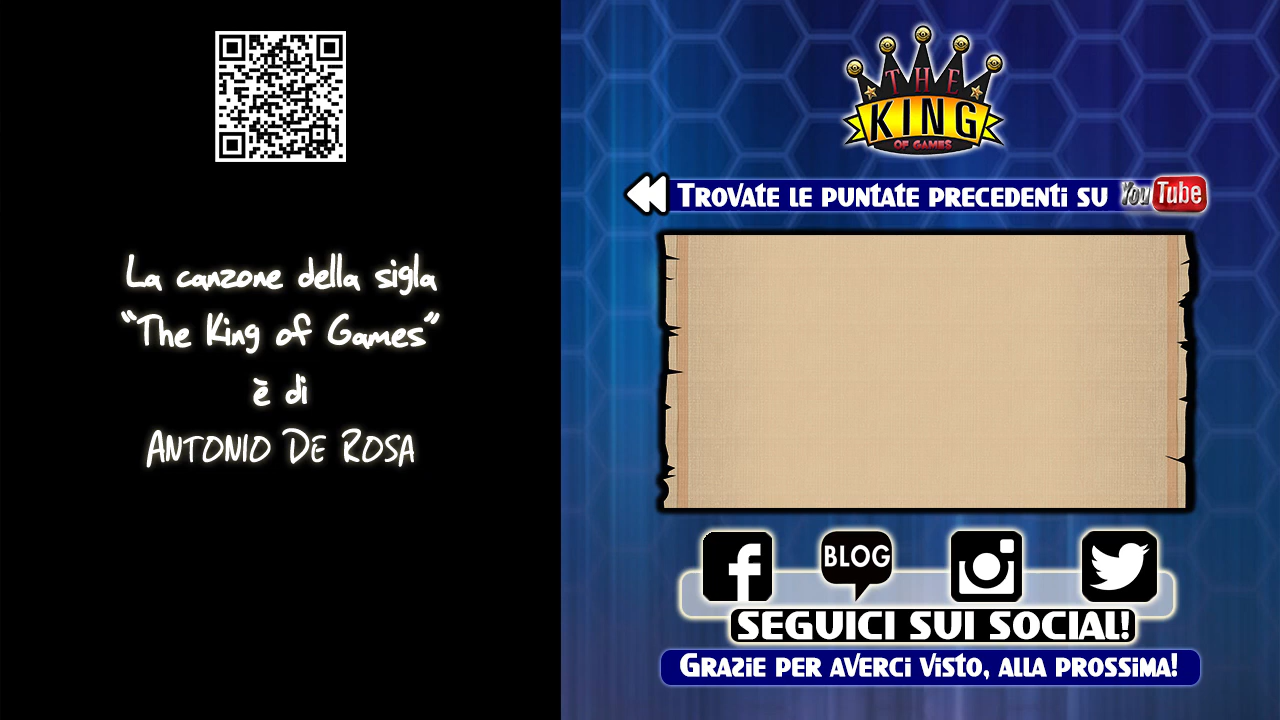 La canzone della sigla
“The King of Games”
è di
ANTONIO DE ROSA
THE
KING
OF GAMES
TROVATE LE PUNTATE PRECEDENTI SU YouTube
BLOG
SEGUICI SUI SOCIAL!
GRAZIE PER AVERCI VISTO, ALLA PROSSIMA!